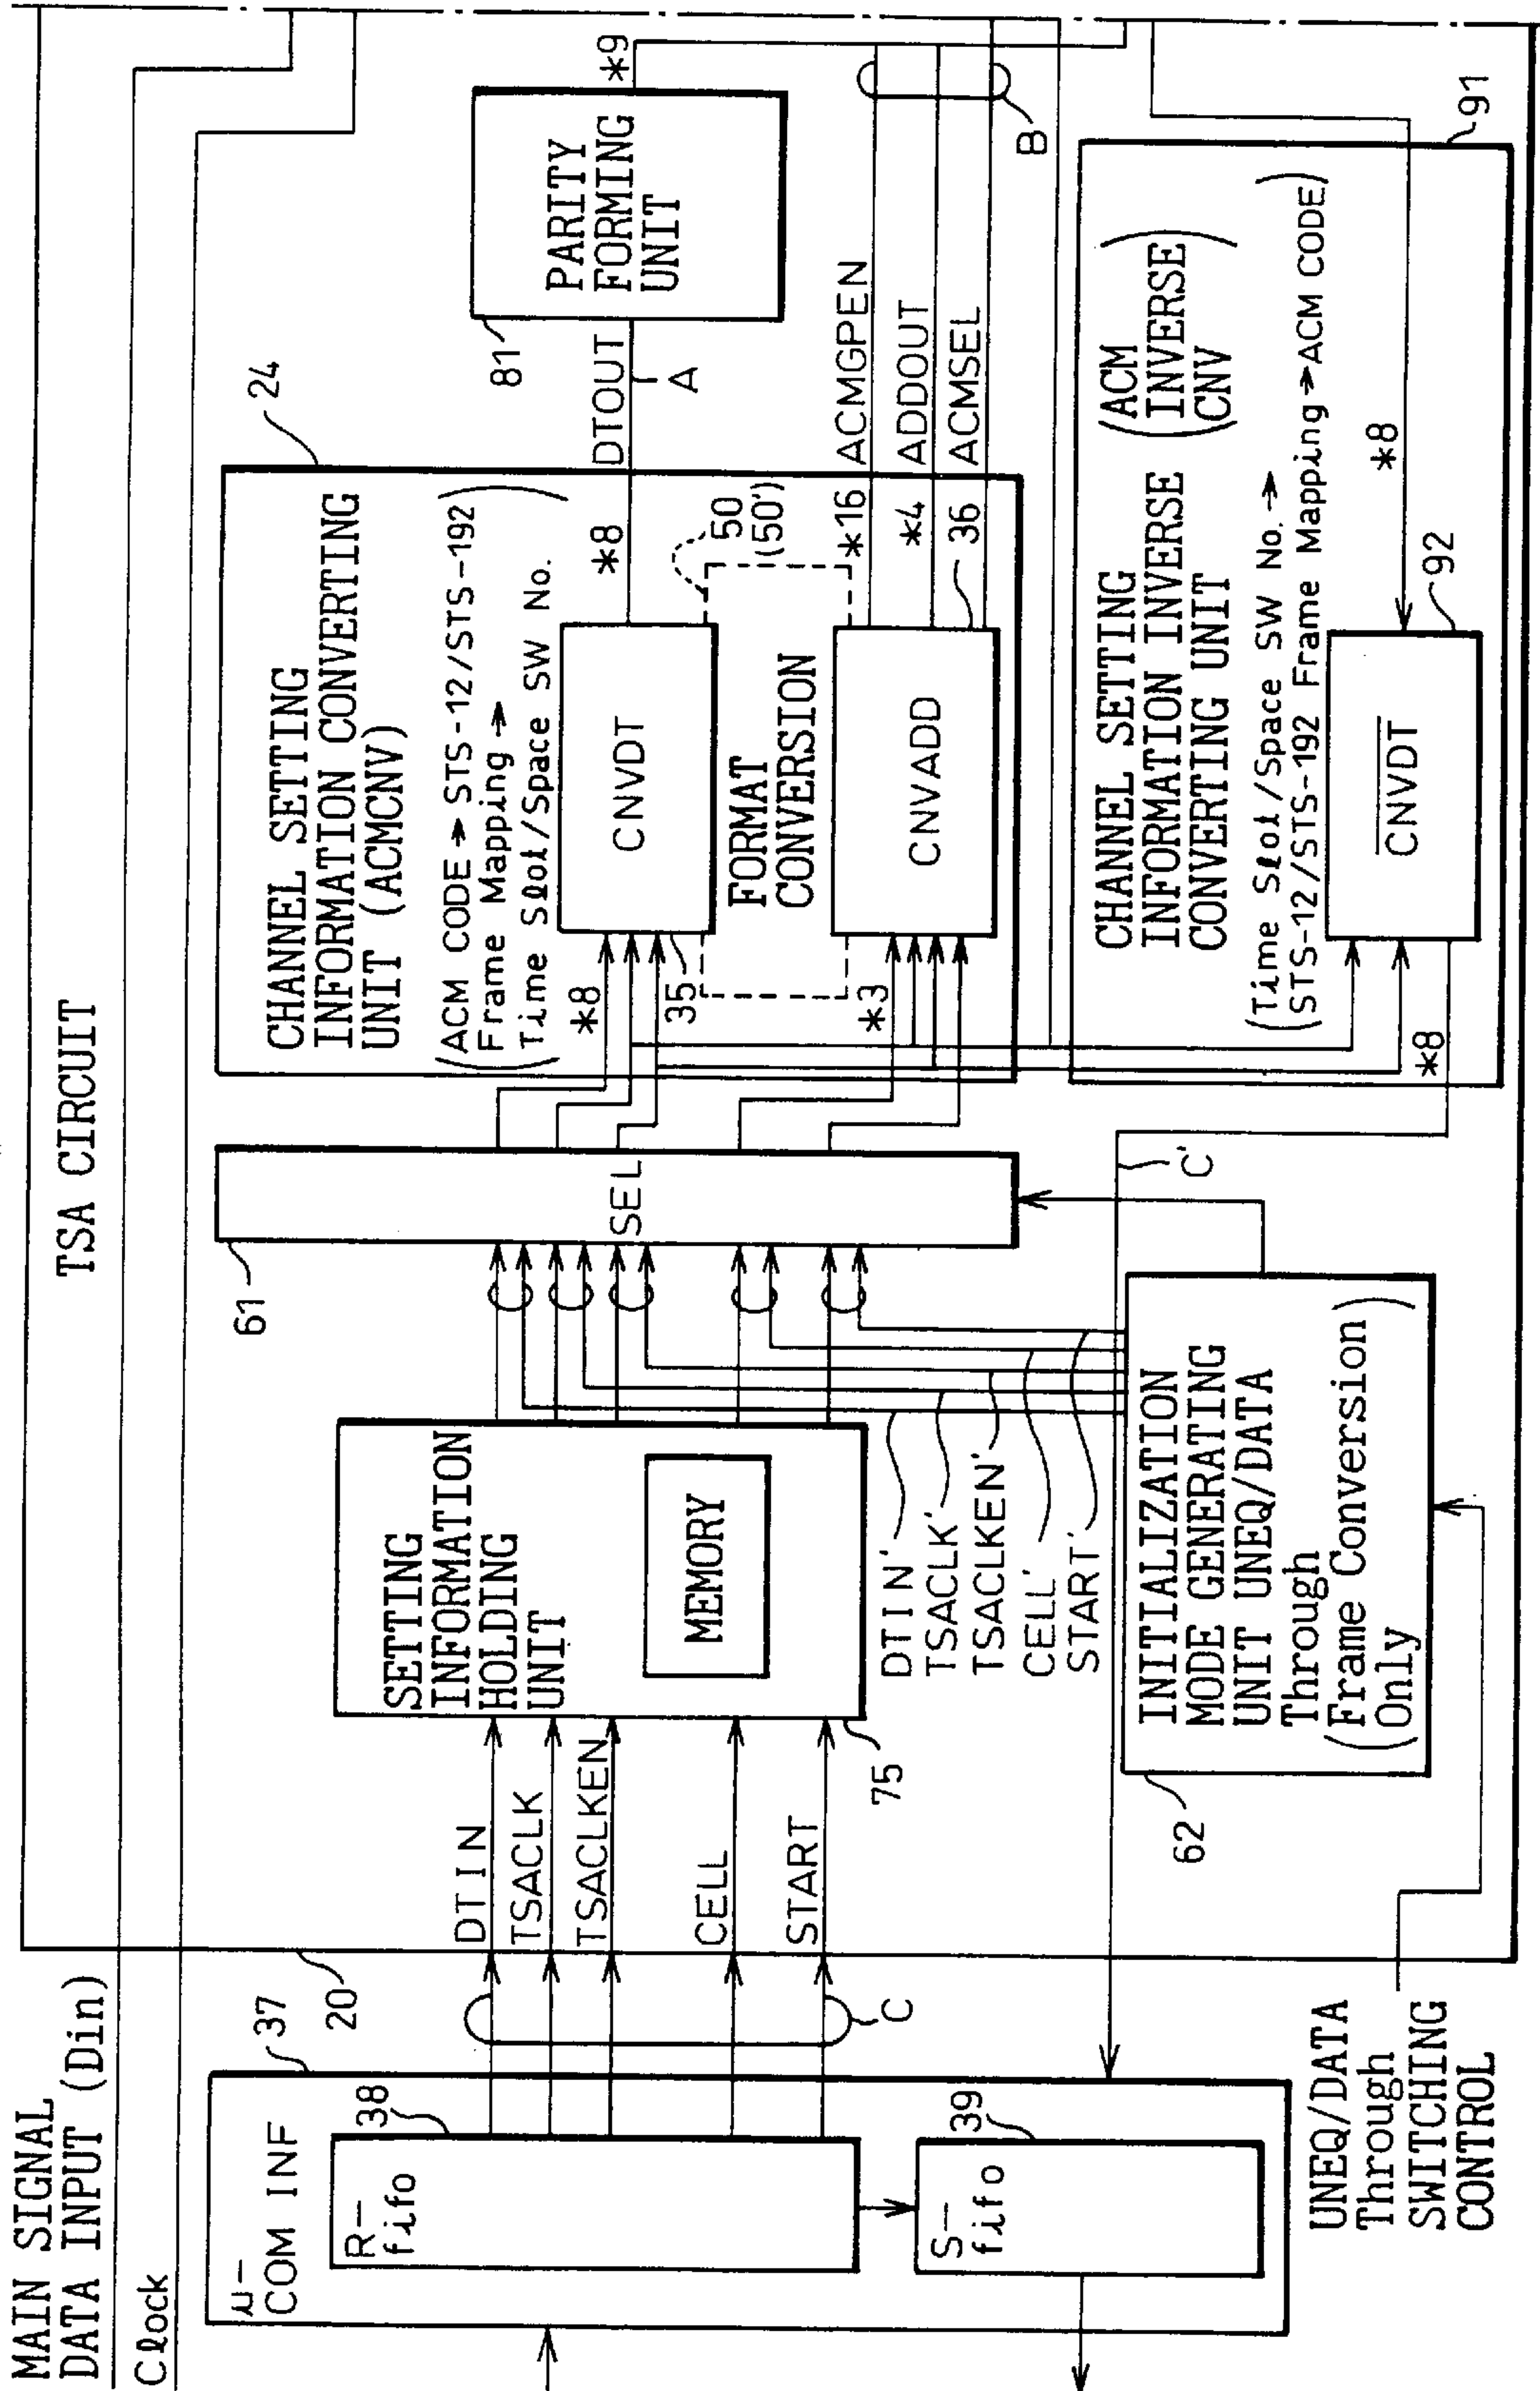 TSA CIRCUIT
MAIN SIGNAL
DATA INPUT (Din)
Clock
20
37
μ-
COM INF
38
R-
fifo
39
S-
fifo
C
DTIN
TSACLK
TSACLKEN
CELL
START
SETTING
INFORMATION
HOLDING
UNIT
MEMORY
75
DTIN'
TSACLK'
TSACLKEN'
CELL'
START'
62
INITIALIZATION
MODE GENERATING
UNIT UNEQ/DATA
Through
(Frame Conversion)
Only
UNEQ/DATA
Through
SWITCHING
CONTROL
61
SEL
C'
24
CHANNEL SETTING
INFORMATION CONVERTING
UNIT (ACMCNV)
(ACM CODE→STS-12/STS-192)
Frame Mapping→
Time Slot/Space SW No.
*8
35
CNVDT
*8
50
(50')
FORMAT
CONVERSION
*3
CNVADD
*16
*4
36
DTOUT
A
81
PARITY
FORMING
UNIT
*9
ACMGPEN
ADDOUT
ACMSEL
B
91
CHANNEL SETTING
INFORMATION INVERSE
CONVERTING UNIT
(ACM
INVERSE
CNV)
(Time Slot/Space SW No.→
STS-12/STS-192 Frame Mapping→ACM CODE)
*8
CNVDT
92
*8